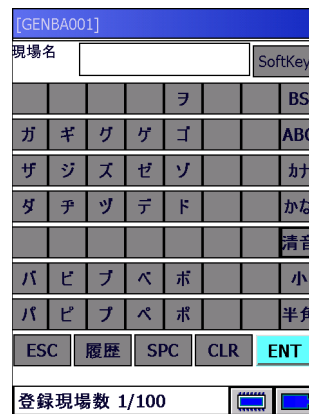 [GENBA001]
現場名 SoftKey
ヲ BS
ガ ギ グ ゲ ゴ ABC
ザ ジ ズ ゼ ゾ カナ
ダ ヂ ヅ デ ド かな
清音
バ ビ ブ ベ ボ 小
パ ピ プ ペ ポ 半角
ESC 履歴 SPC CLR ENT
登録現場数 1/100